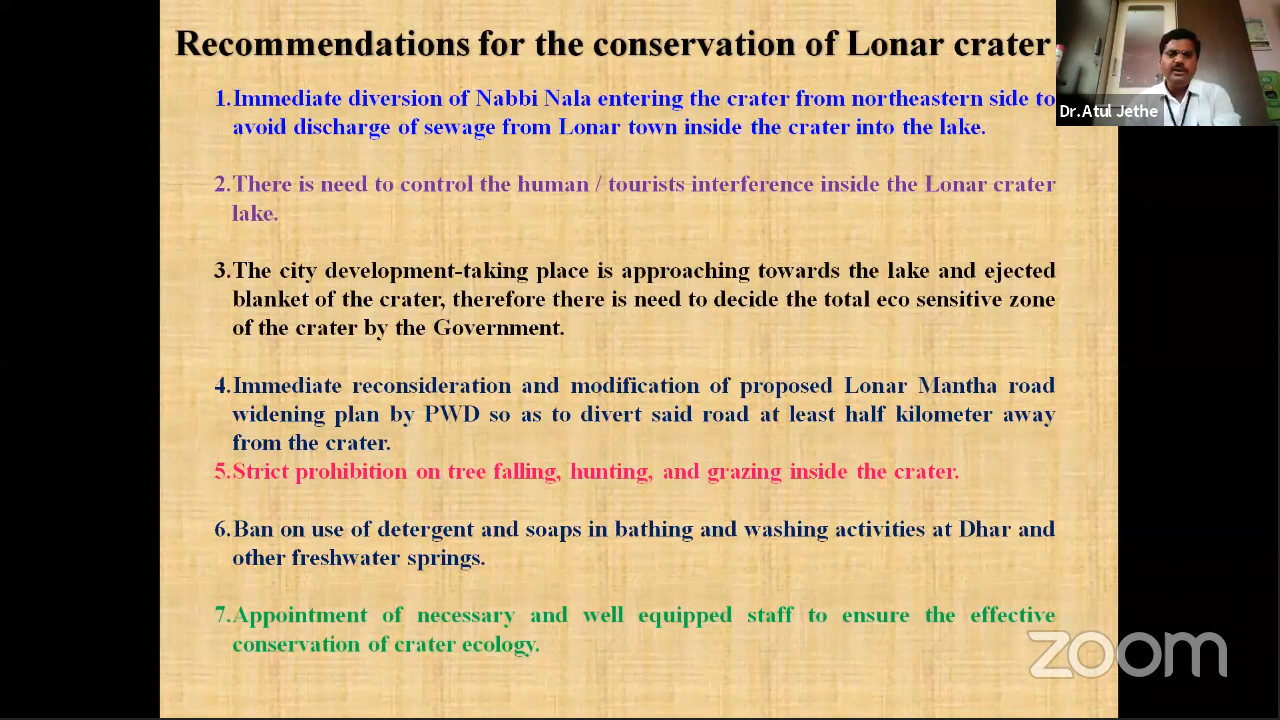 Recommendations for the conservation of Lonar crater
1.Immediate diversion of Nabbi Nala entering the crater from northeastern side to
avoid discharge of sewage from Lonar town inside the crater into the lake.
2.There is need to control the human / tourists interference inside the Lonar crater
lake.
3.The city development-taking place is approaching towards the lake and ejected
blanket of the crater, therefore there is need to decide the total eco sensitive zone
of the crater by the Government.
4.Immediate reconsideration and modification of proposed Lonar Mantha road
widening plan by PWD so as to divert said road at least half kilometer away
from the crater.
5.Strict prohibition on tree falling, hunting, and grazing inside the crater.
6.Ban on use of detergent and soaps in bathing and washing activities at Dhar and
other freshwater springs.
7.Appointment of necessary and well equipped staff to ensure the effective
conservation of crater ecology.
Dr.Atul Jethe
zoom